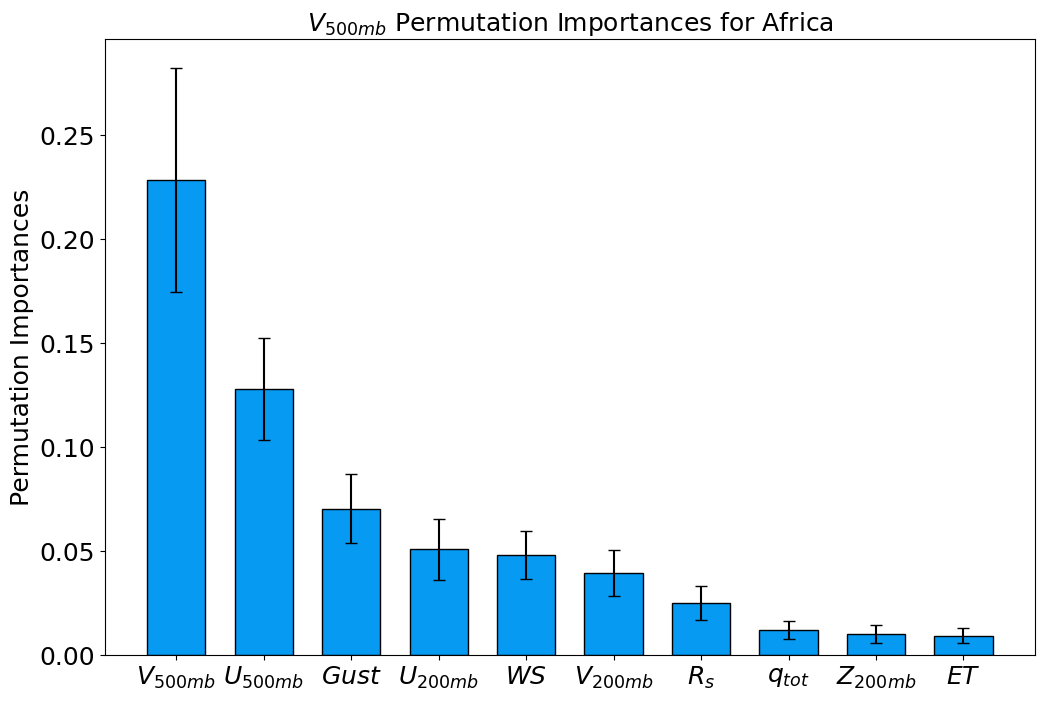 V500mb Permutation Importances for Africa
Permutation Importances
0.25
0.20
0.15
0.10
0.05
0.00
V500mb U500mb Gust U200mb WS V200mb Rs qtot Z200mb ET